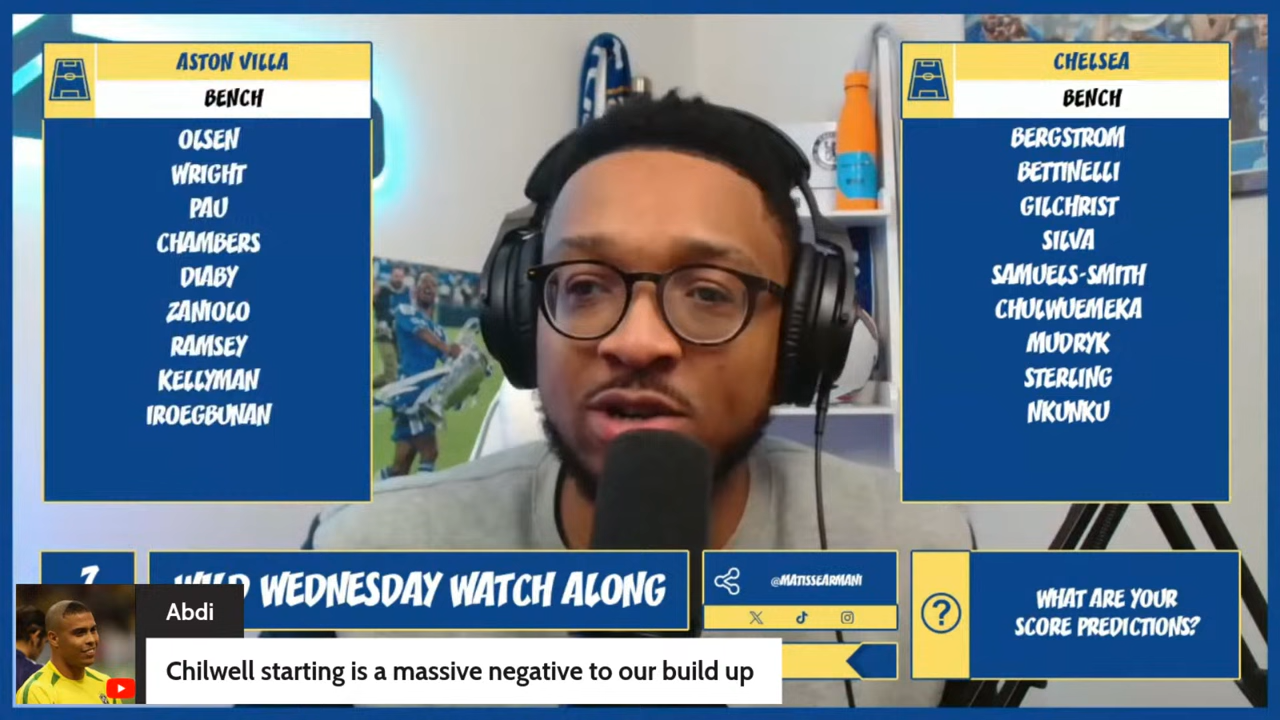 ASTON VILLA
BENCH
OLSEN
WRIGHT
PAU
CHAMBERS
DIABY
ZANIOLO
RAMSEY
KELLYMAN
IROEGBUNAN
CHELSEA
BENCH
BERGSTROM
BETTINELLI
GILCHRIST
SILVA
SAMUELS-SMITH
CHULWUEMEKA
MUDRYK
STERLING
NKUNKU
WILD WEDNESDAY WATCH ALONG
@MATISSEARMANI
WHAT ARE YOUR
SCORE PREDICTIONS?
Abdi
Chilwell starting is a massive negative to our build up